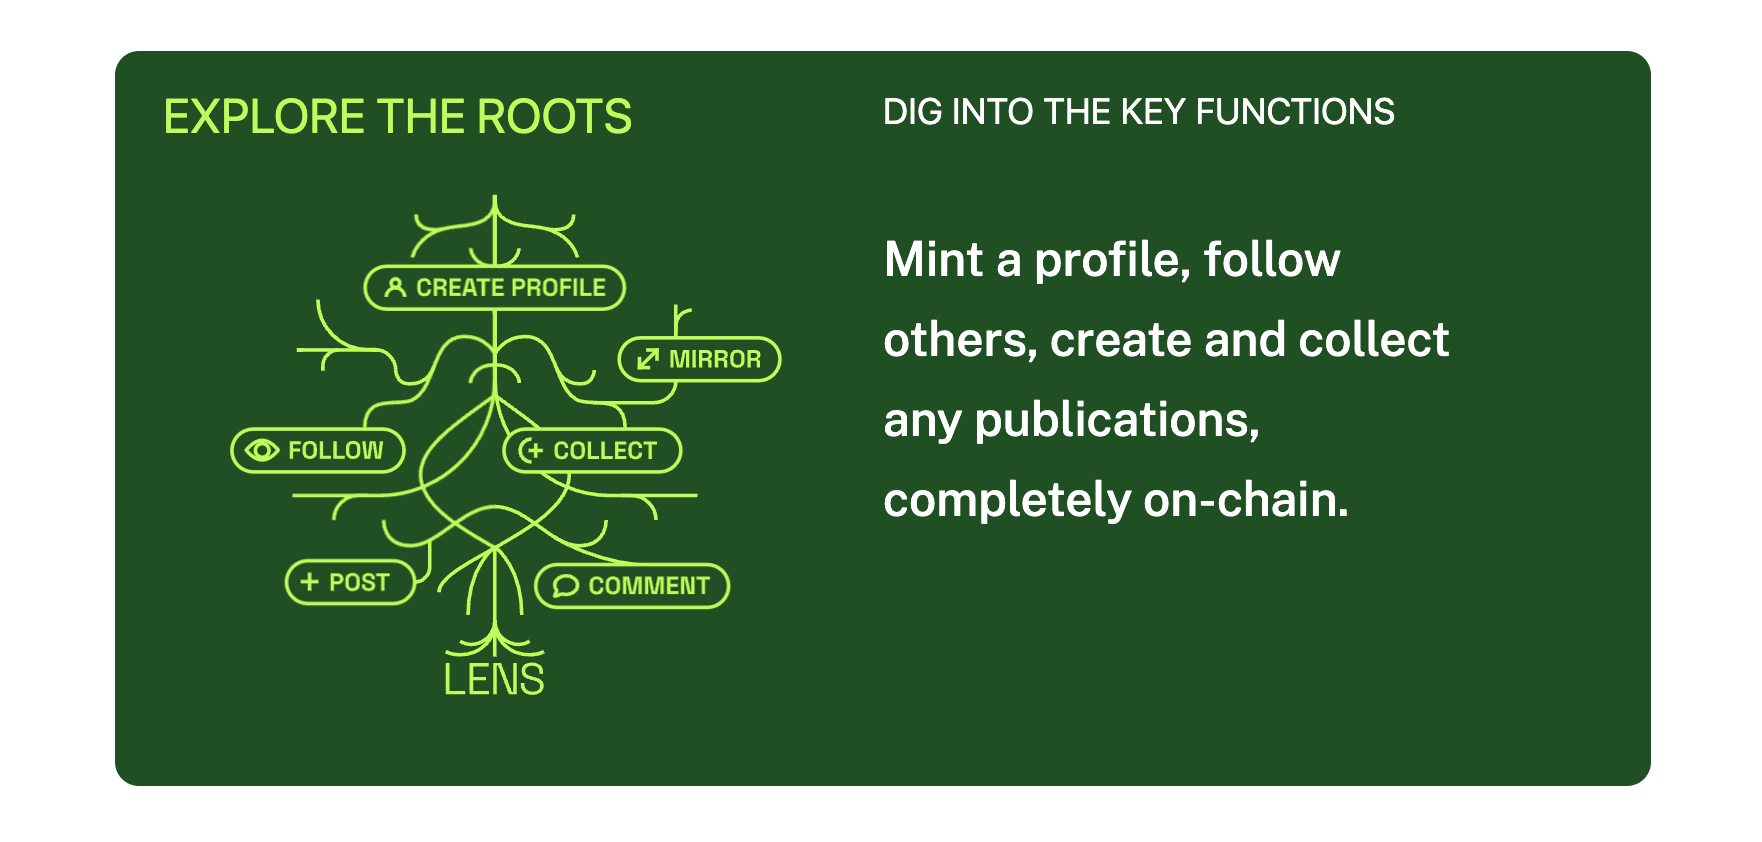 EXPLORE THE ROOTS
CREATE PROFILE
MIRROR
FOLLOW
COLLECT
POST
COMMENT
LENS
DIG INTO THE KEY FUNCTIONS
Mint a profile, follow
others, create and collect
any publications,
completely on-chain.